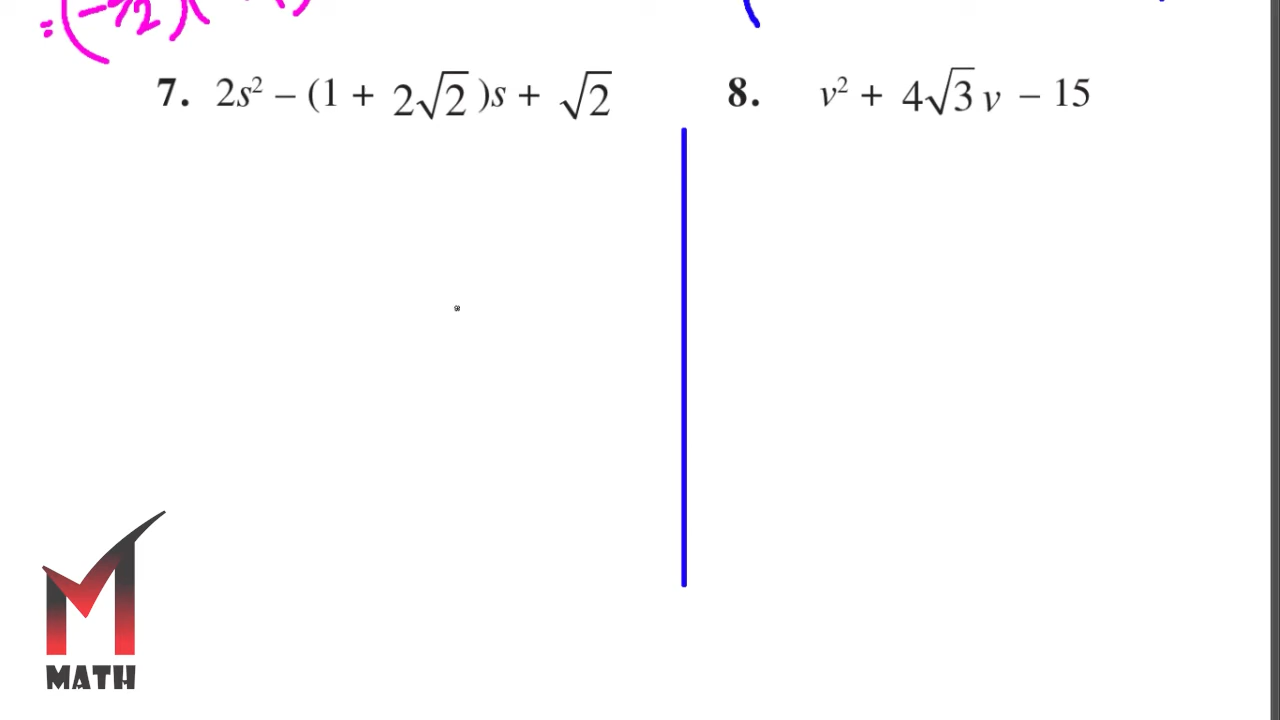 7. 2s² – (1 + 2√2 )s + √2
8. v² + 4√3 v – 15
MATH